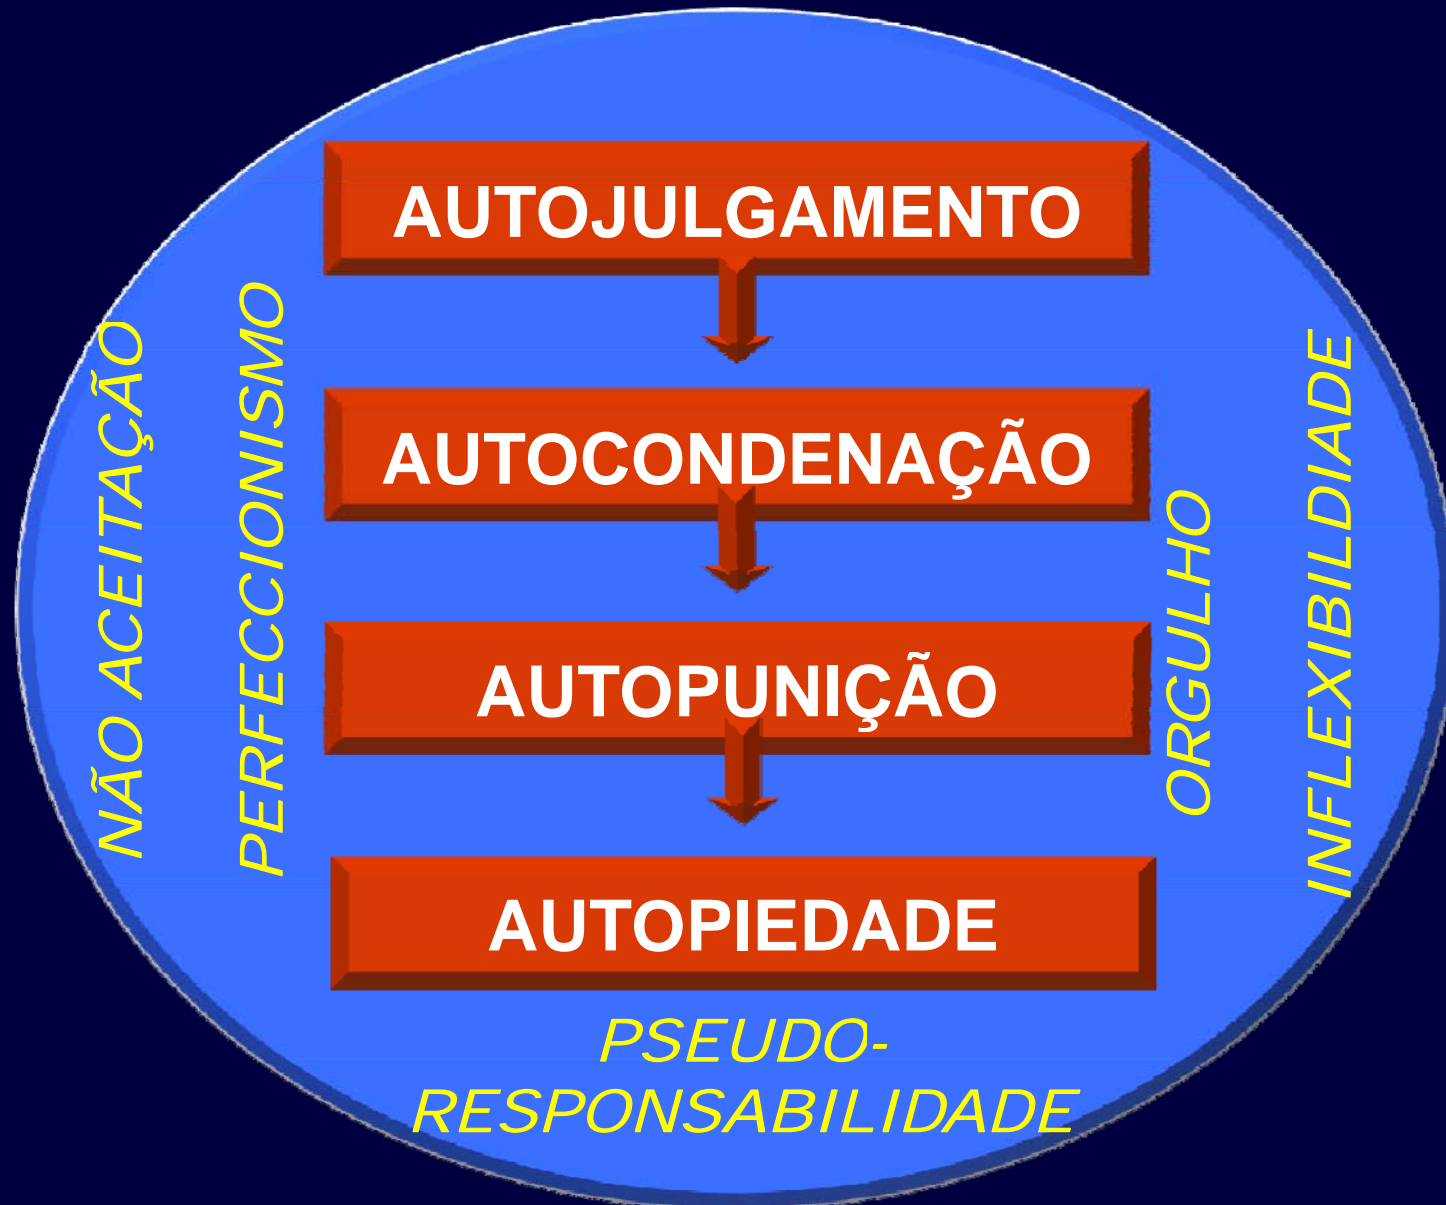 AUTOJULGAMENTO
NÃO ACEITAÇÃO
PERFECCIONISMO
AUTOCONDENAÇÃO
ORGULHO
INFLEXIBILDIADE
AUTOPUNIÇÃO
AUTOPIEDADE
PSEUDO-
RESPONSABILIDADE